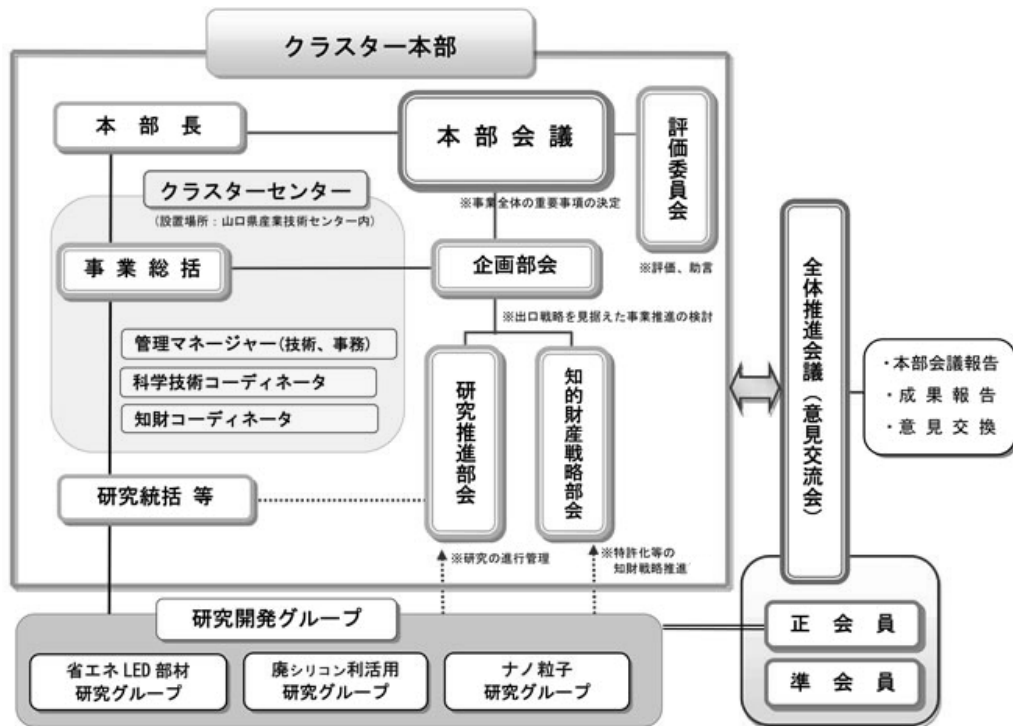 クラスター本部
本部長
本部会議
評価委員会
※事業全体の重要事項の決定
※評価、助言
クラスターセンター
(設置場所：山口県産業技術センター内)
事業総括
企画部会
※出口戦略を見据えた事業推進の検討
管理マネージャー(技術、事務)
科学技術コーディネータ
知財コーディネータ
研究推進部会
知的財産戦略部会
研究統括 等
※研究の進行管理
※特許化等の
知財戦略推進
全体推進会議（意見交流会）
・本部会議報告
・成果報告
・意見交換
研究開発グループ
省エネ LED 部材
研究グループ
廃シリコン利活用
研究グループ
ナノ粒子
研究グループ
正会員
準会員